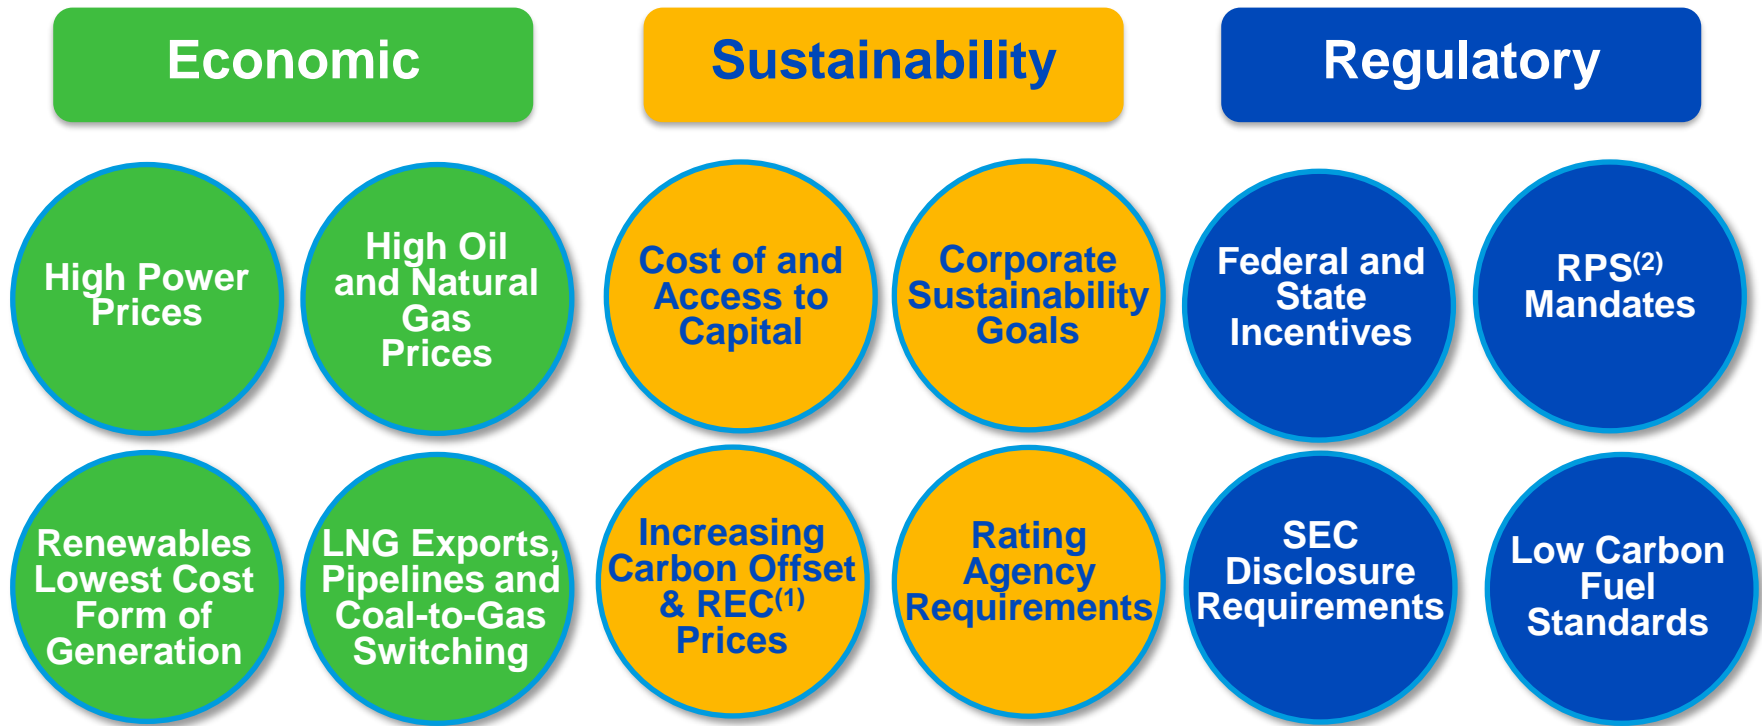 Economic
Sustainability
Regulatory
High Power
Prices
High Oil
and Natural
Gas
Prices
Cost of and
Access to
Capital
Corporate
Sustainability
Goals
Federal and
State
Incentives
RPS(2)
Mandates
Renewables
Lowest Cost
Form of
Generation
LNG Exports,
Pipelines and
Coal-to-Gas
Switching
Increasing
Carbon Offset
& REC(1)
Prices
Rating
Agency
Requirements
SEC
Disclosure
Requirements
Low Carbon
Fuel
Standards